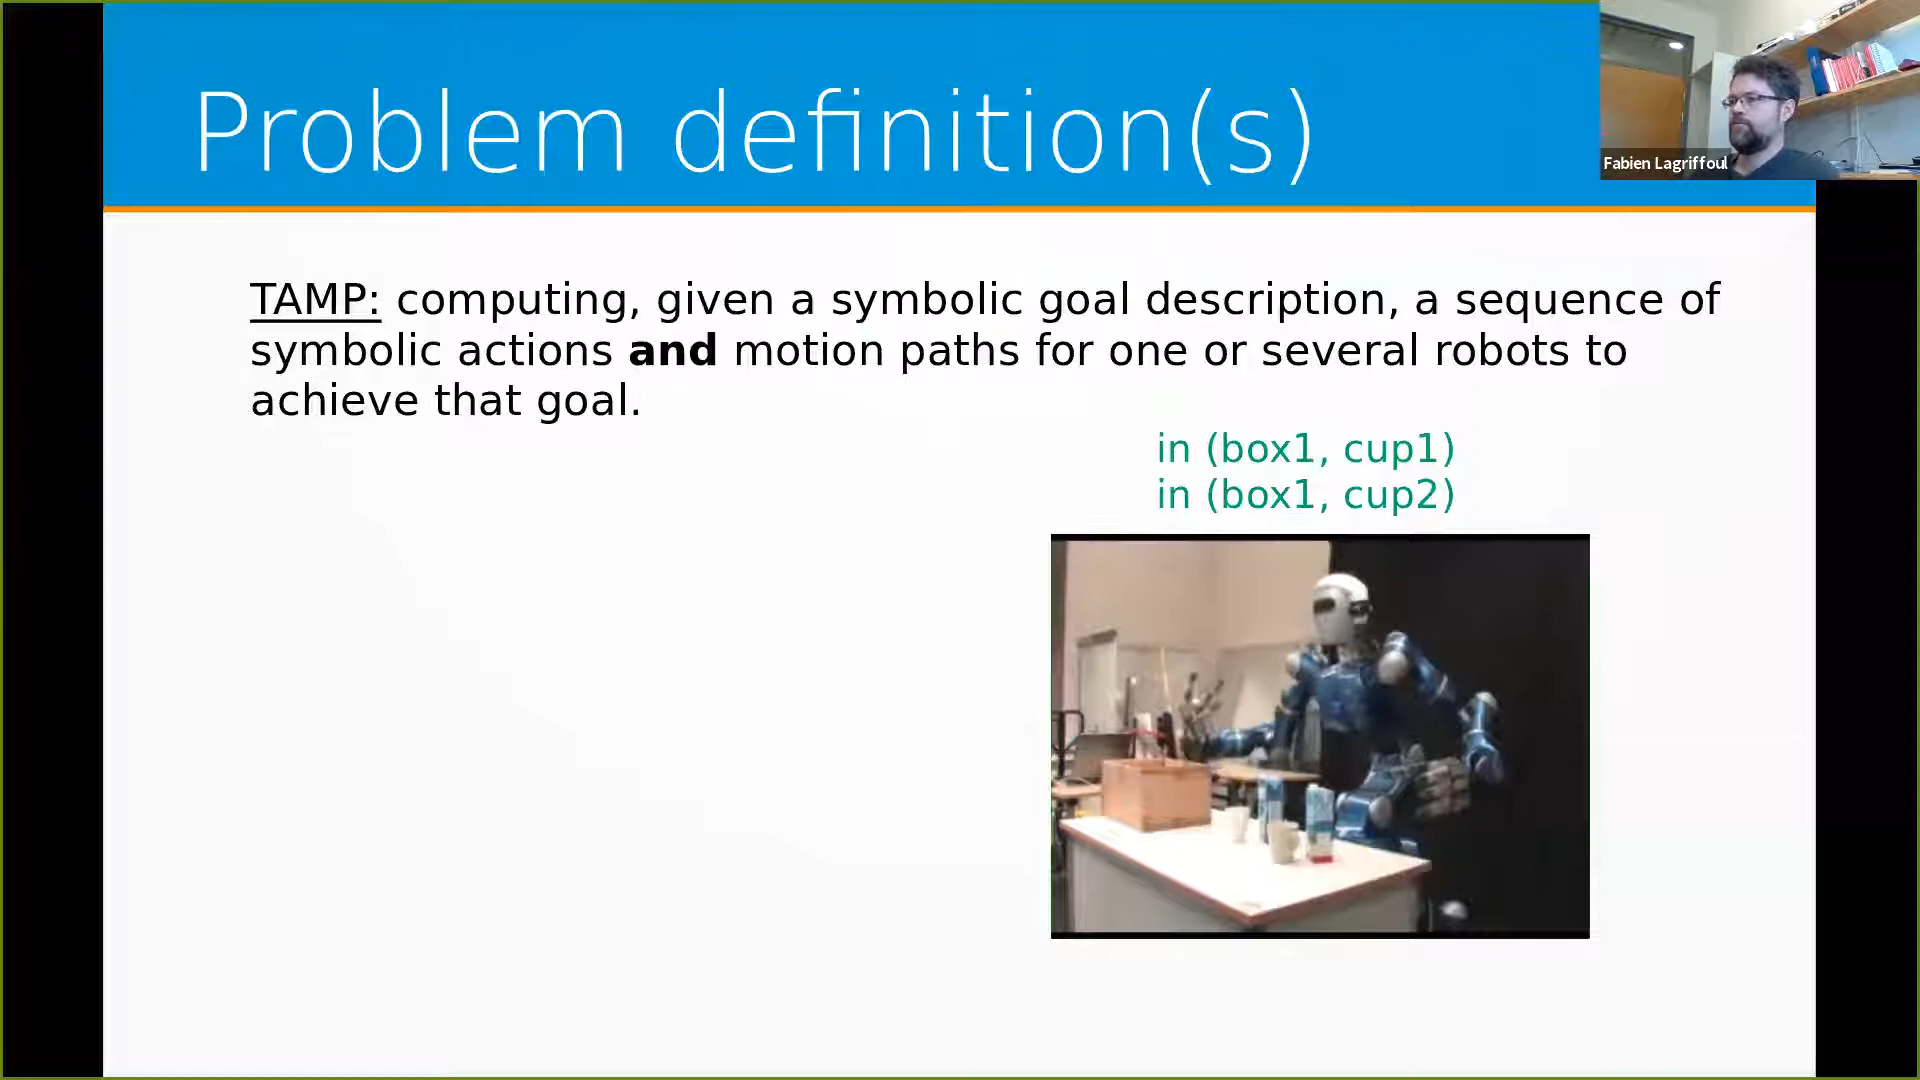 Problem definition(s)
Fabien Lagriffoul
TAMP: computing, given a symbolic goal description, a sequence of
symbolic actions and motion paths for one or several robots to
achieve that goal.
in (box1, cup1)
in (box1, cup2)